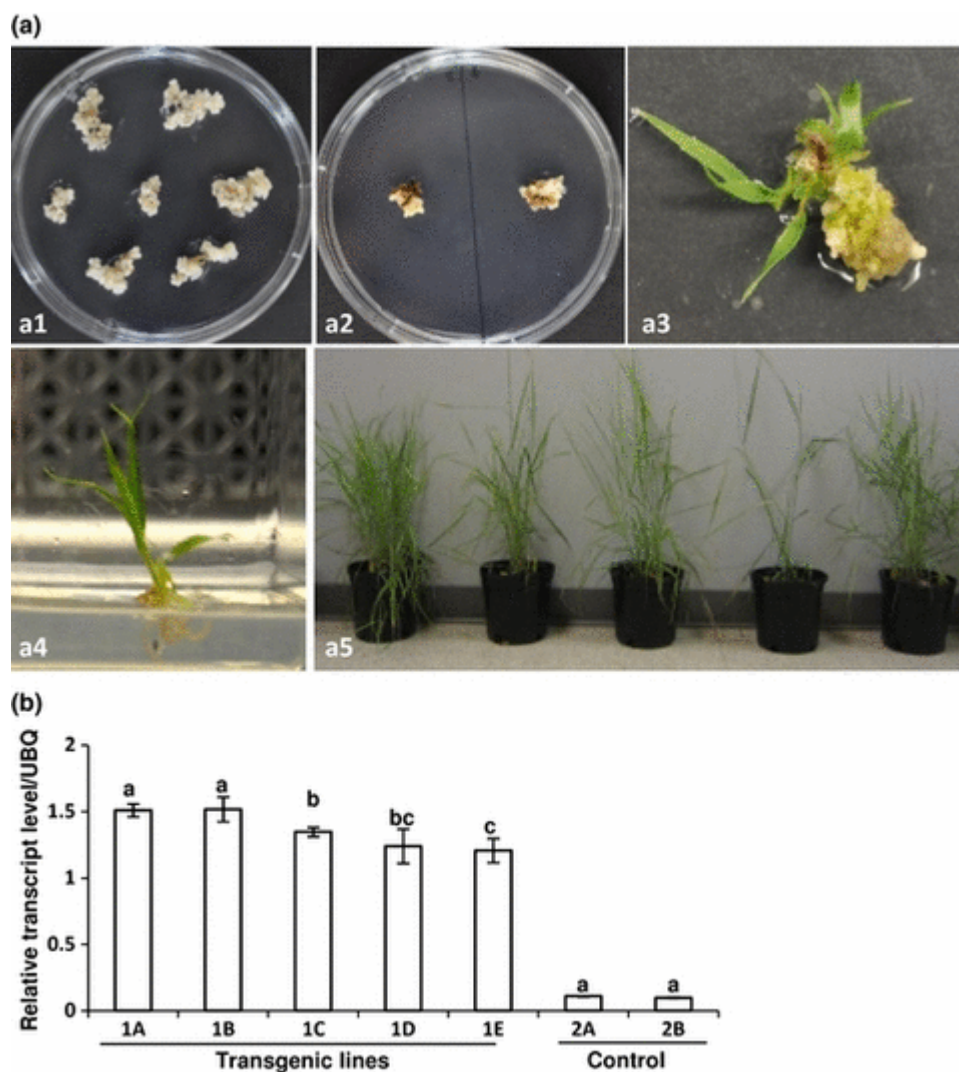 (a)
a1
a2
a3
a4
a5
(b)
Relative transcript level/UBQ
2
1.5
1
0.5
0
a
a
b
bc
c
a
a
1A 1B 1C 1D 1E 2A 2B
Transgenic lines Control